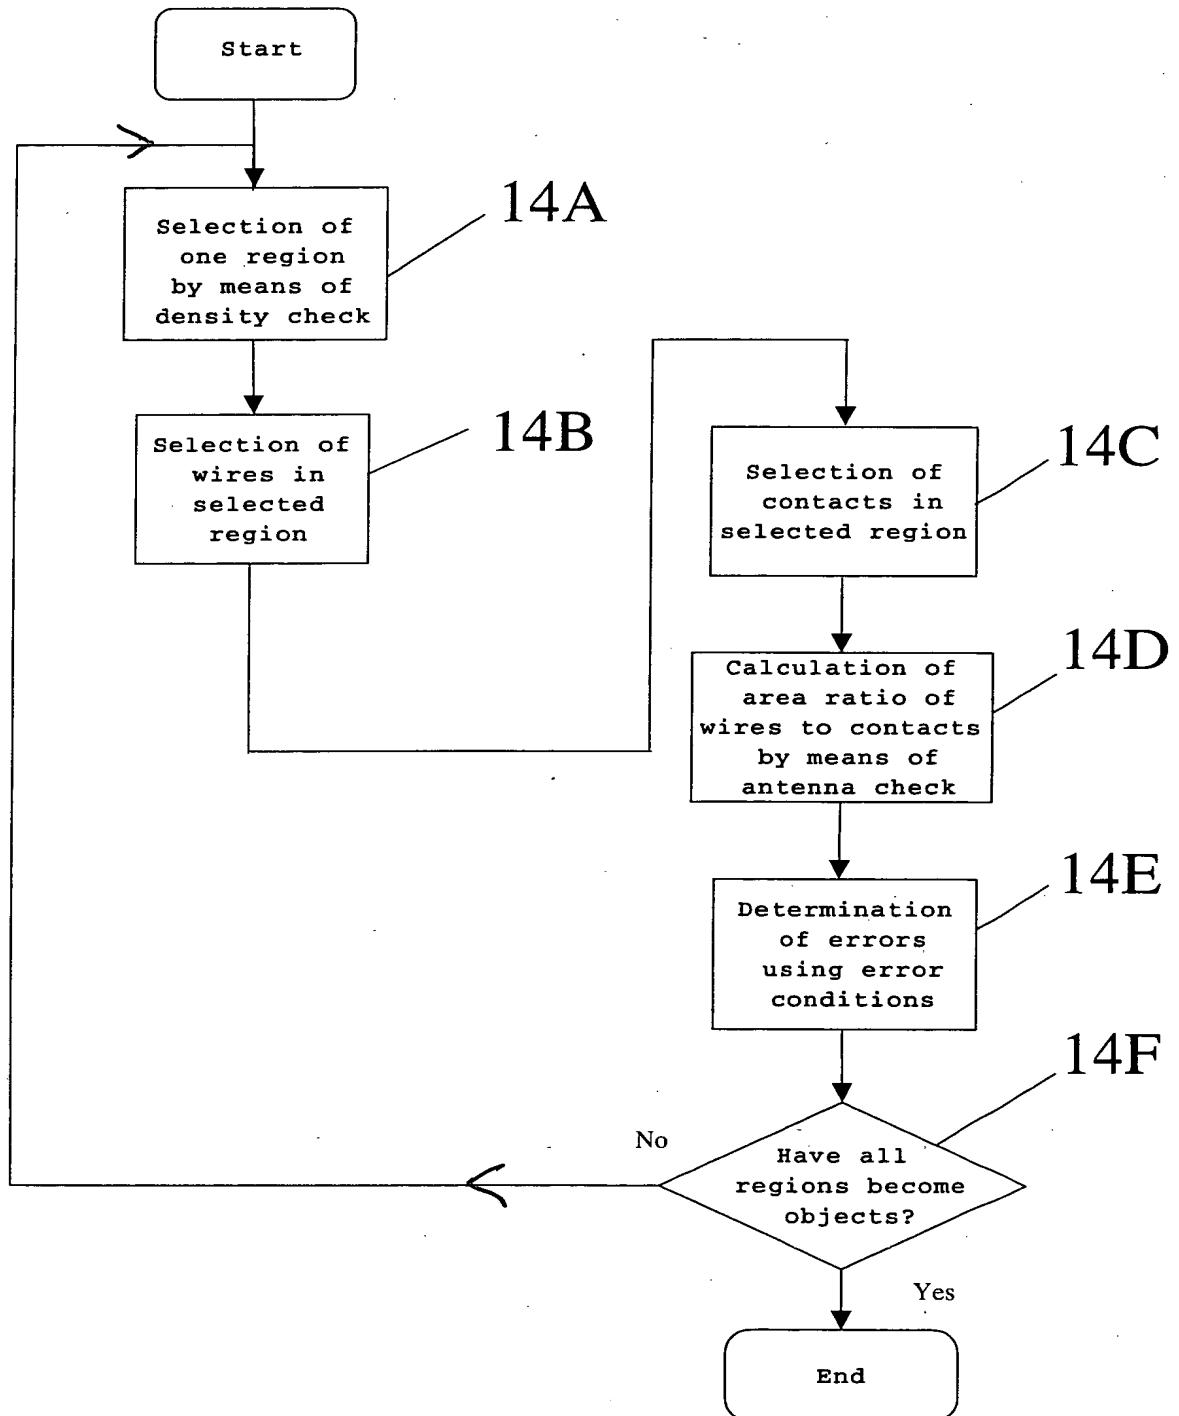 Start
14A
Selection of
one region
by means of
density check
14B
Selection of
wires in
selected
region
14C
Selection of
contacts in
selected region
14D
Calculation of
area ratio of
wires to contacts
by means of
antenna check
14E
Determination
of errors
using error
conditions
14F
No
Have all
regions become
objects?
Yes
End